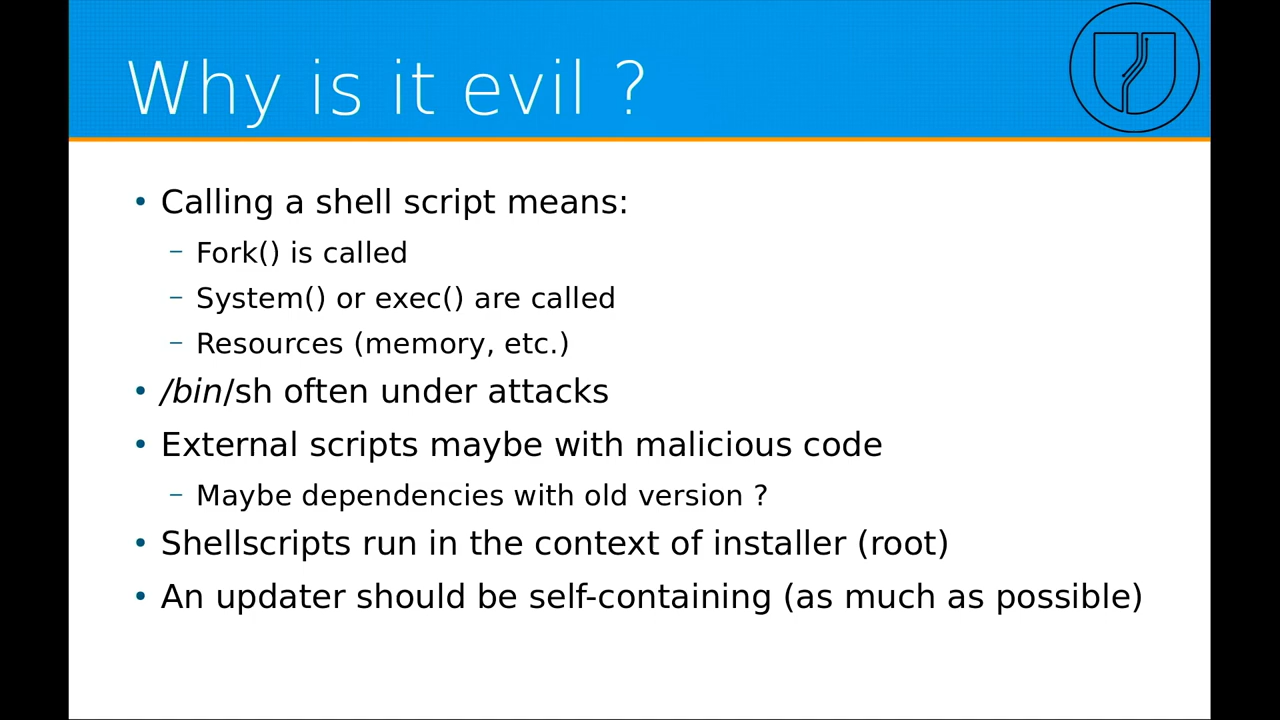 Why is it evil ?
• Calling a shell script means:
– Fork() is called
– System() or exec() are called
– Resources (memory, etc.)
• /bin/sh often under attacks
• External scripts maybe with malicious code
– Maybe dependencies with old version ?
• Shellscripts run in the context of installer (root)
• An updater should be self-containing (as much as possible)